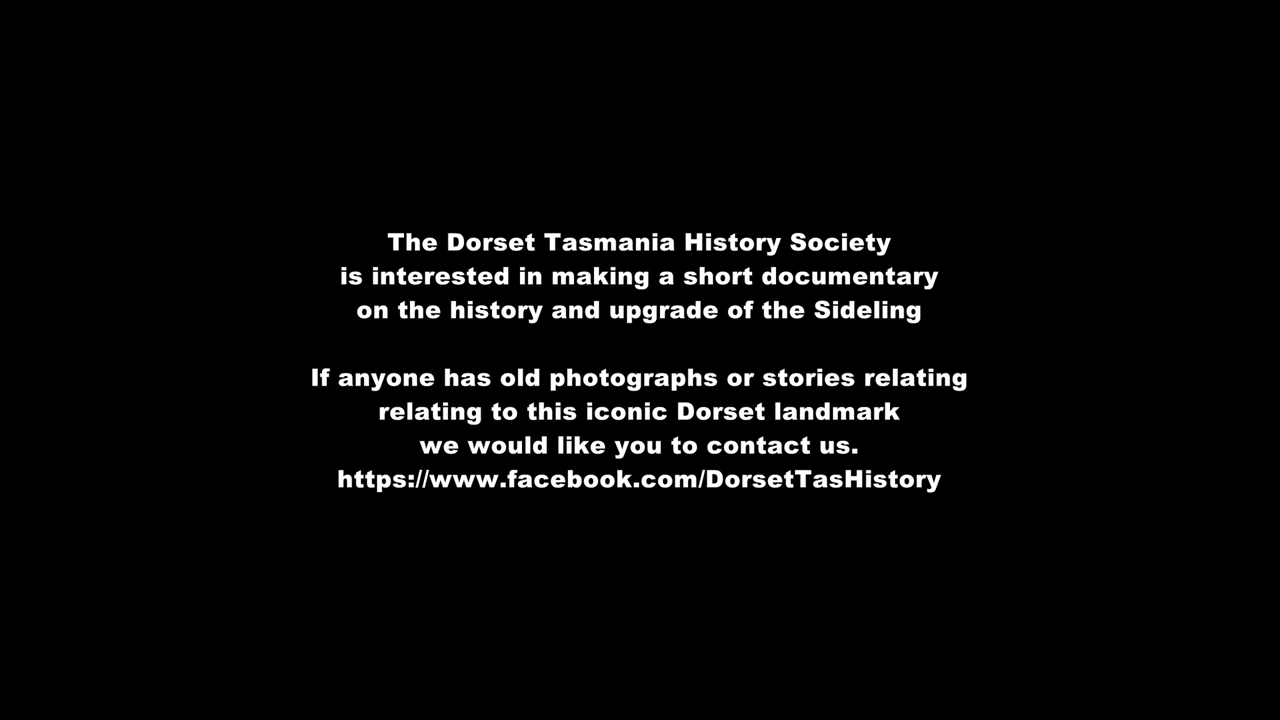 The Dorset Tasmania History Society
is interested in making a short documentary
on the history and upgrade of the Sideling
If anyone has old photographs or stories relating
relating to this iconic Dorset landmark
we would like you to contact us.
https://www.facebook.com/DorsetTasHistory